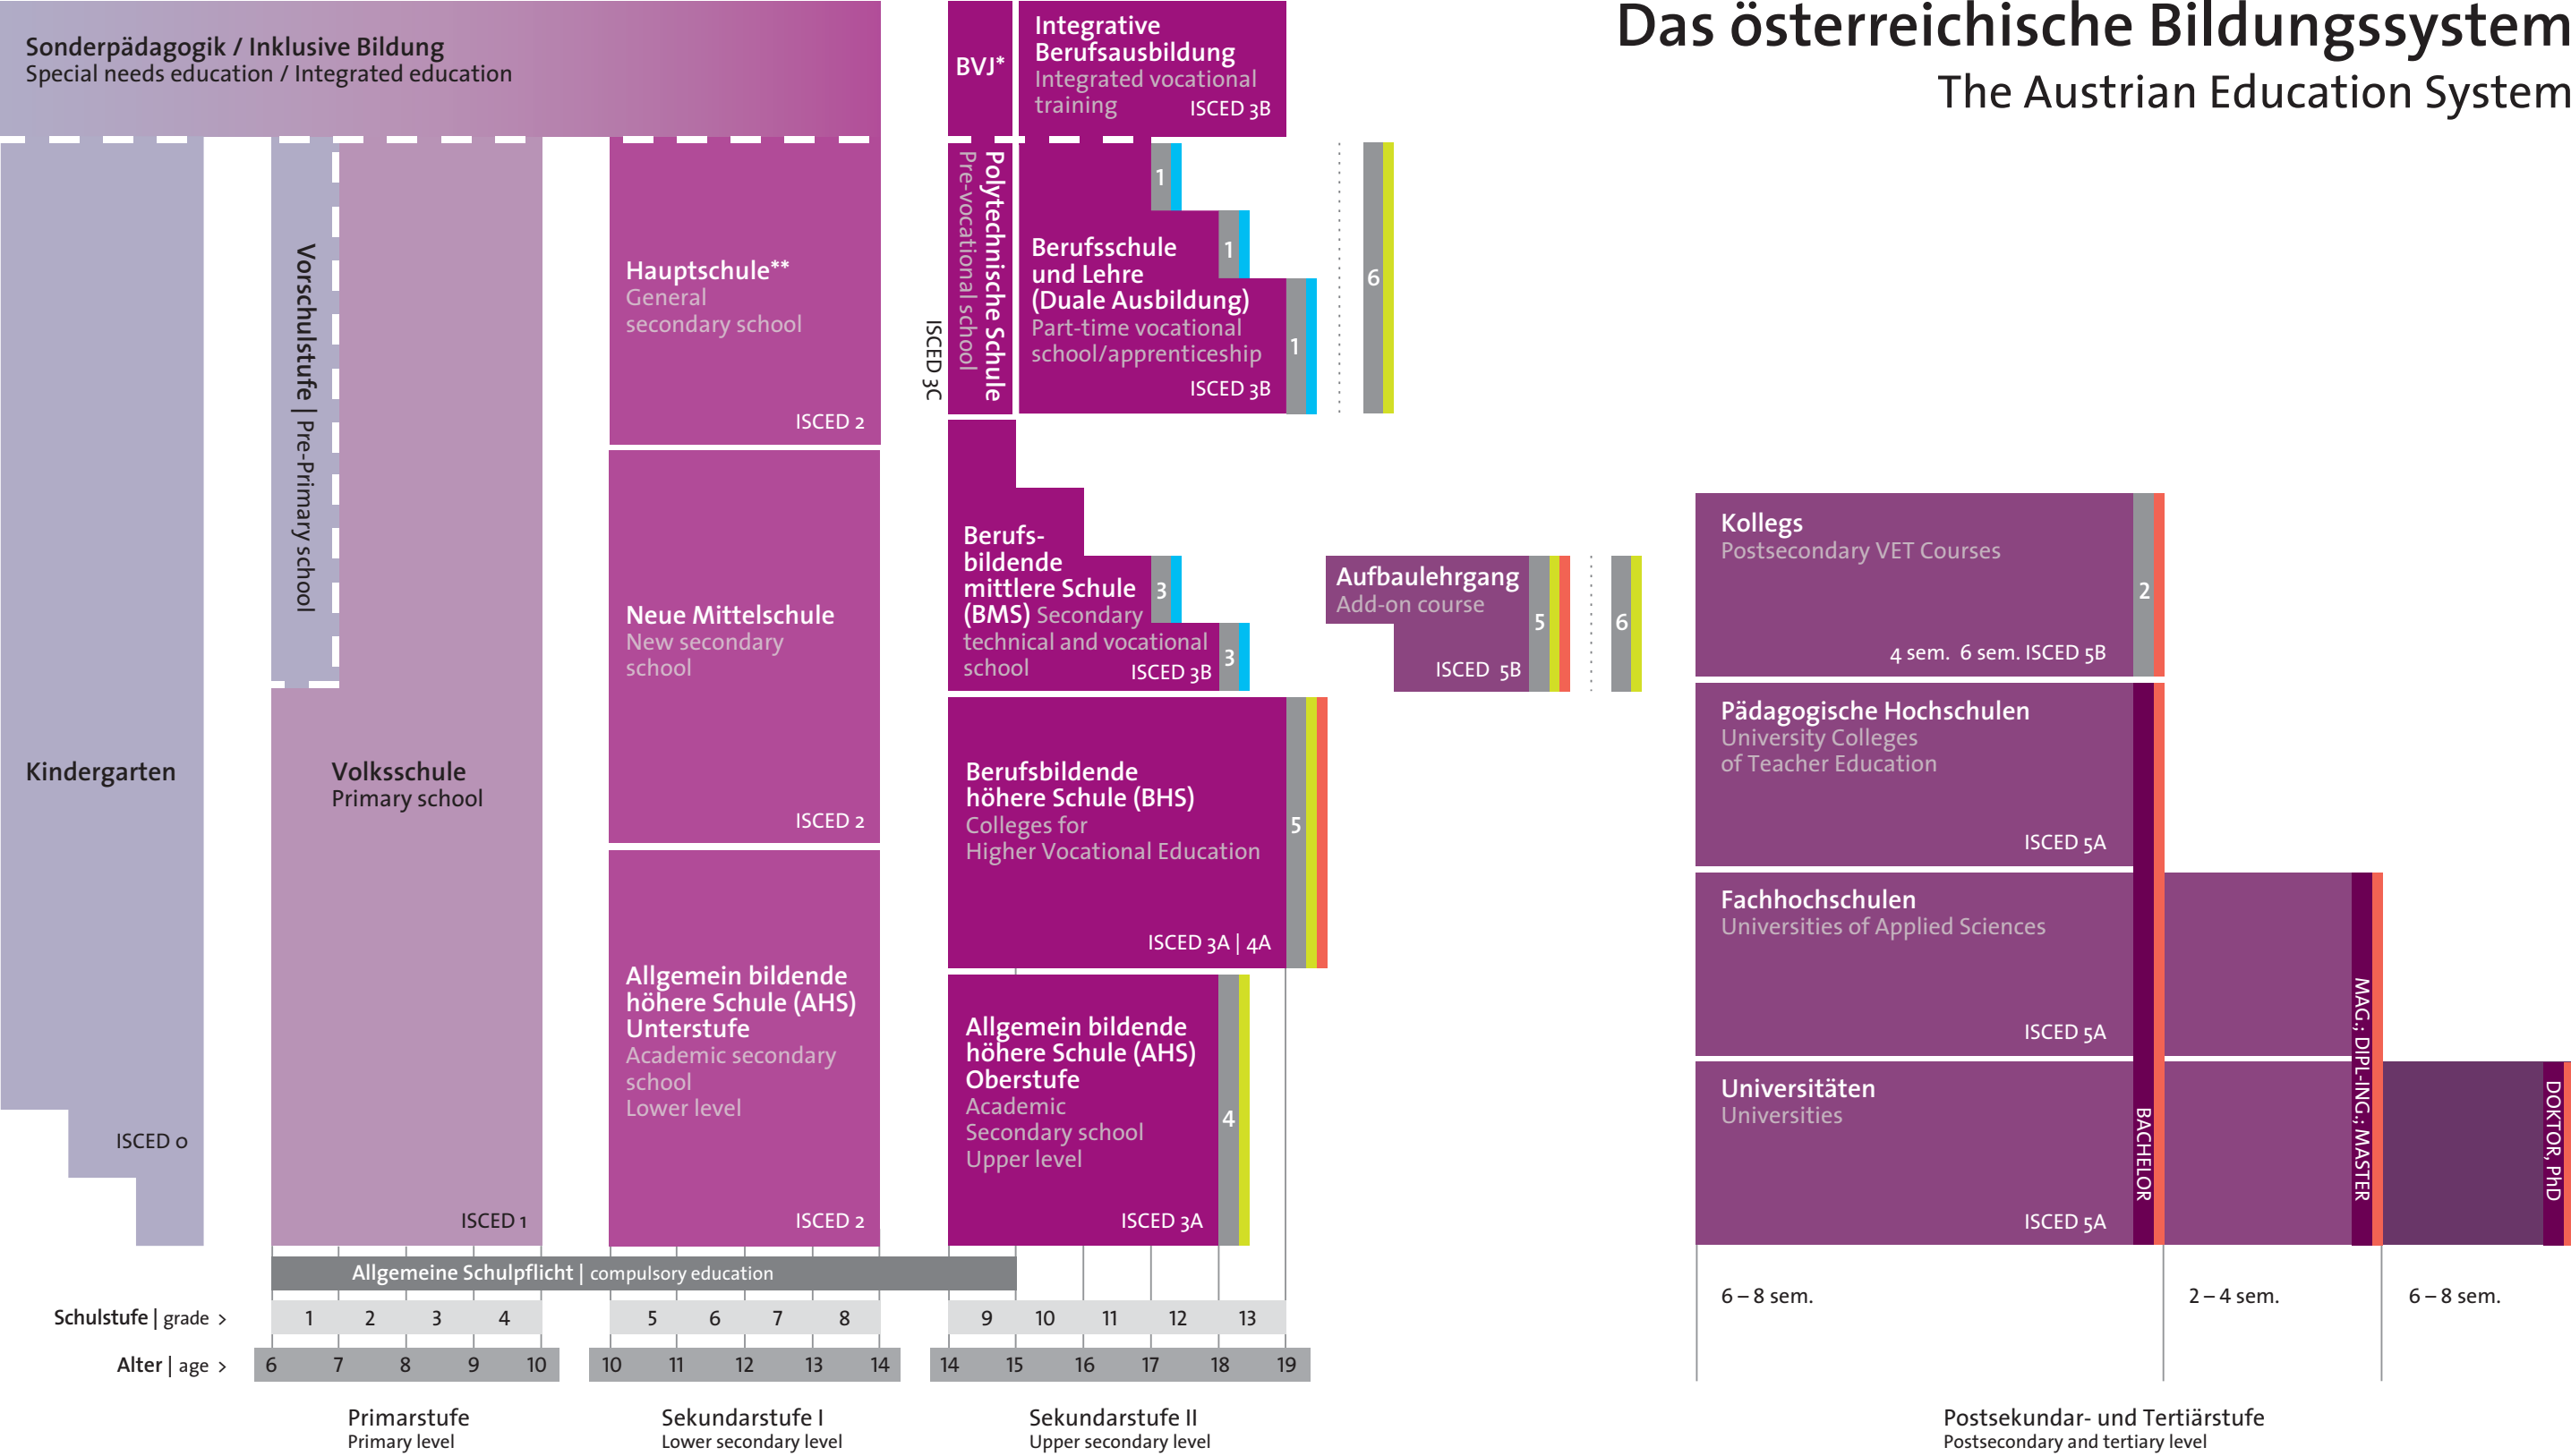 Das österreichische Bildungssystem
The Austrian Education System
Sonderpädagogik / Inklusive Bildung
Special needs education / Integrated education
BVJ*
Integrative
Berufsausbildung
Integrated vocational
training
ISCED 3B
Kindergarten
ISCED 0
Vorschulstufe | Pre-Primary school
Volksschule
Primary school
ISCED 1
Hauptschule**
General
secondary school
ISCED 2
Neue Mittelschule
New secondary
school
ISCED 2
Allgemein bildende
höhere Schule (AHS)
Unterstufe
Academic secondary
school
Lower level
ISCED 2
ISCED 3C
Polytechnische Schule
Pre-vocational school
Berufsschule
und Lehre
(Duale Ausbildung)
Part-time vocational
school/apprenticeship
ISCED 3B
1
1
1
6
Berufs-
bildende
mittlere Schule
(BMS) Secondary
technical and vocational
school
ISCED 3B
3
3
Aufbaulehrgang
Add-on course
ISCED 5B
5
6
Berufsbildende
höhere Schule (BHS)
Colleges for
Higher Vocational Education
ISCED 3A | 4A
5
Allgemein bildende
höhere Schule (AHS)
Oberstufe
Academic
Secondary school
Upper level
ISCED 3A
4
Kollegs
Postsecondary VET Courses
4 sem. 6 sem. ISCED 5B
2
Pädagogische Hochschulen
University Colleges
of Teacher Education
ISCED 5A
Fachhochschulen
Universities of Applied Sciences
ISCED 5A
Universitäten
Universities
ISCED 5A
BACHELOR
MAG.; DIPL-ING.; MASTER
DOKTOR, PhD
Allgemeine Schulpflicht | compulsory education
Schulstufe | grade > 1 2 3 4 5 6 7 8 9 10 11 12 13
Alter | age > 6 7 8 9 10 10 11 12 13 14 14 15 16 17 18 19
6 – 8 sem.
2 – 4 sem.
6 – 8 sem.
Primarstufe
Primary level
Sekundarstufe I
Lower secondary level
Sekundarstufe II
Upper secondary level
Postsekundar- und Tertiärstufe
Postsecondary and tertiary level